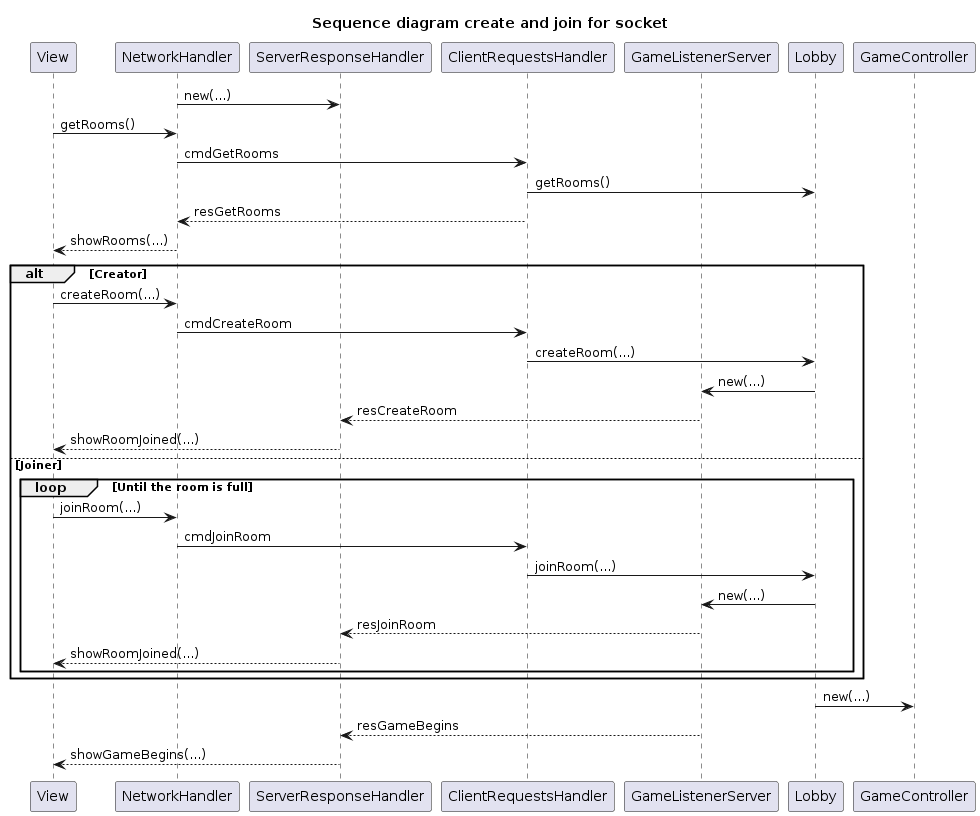 Sequence diagram create and join for socket
View NetworkHandler ServerResponseHandler ClientRequestsHandler GameListenerServer Lobby GameController
new(...)
getRooms()
cmdGetRooms
getRooms()
resGetRooms
showRooms(...)
alt [Creator]
createRoom(...)
cmdCreateRoom
createRoom(...)
new(...)
resCreateRoom
showRoomJoined(...)
[Joiner]
loop [Until the room is full]
joinRoom(...)
cmdJoinRoom
joinRoom(...)
new(...)
resJoinRoom
showRoomJoined(...)
new(...)
resGameBegins
showGameBegins(...)
View NetworkHandler ServerResponseHandler ClientRequestsHandler GameListenerServer Lobby GameController